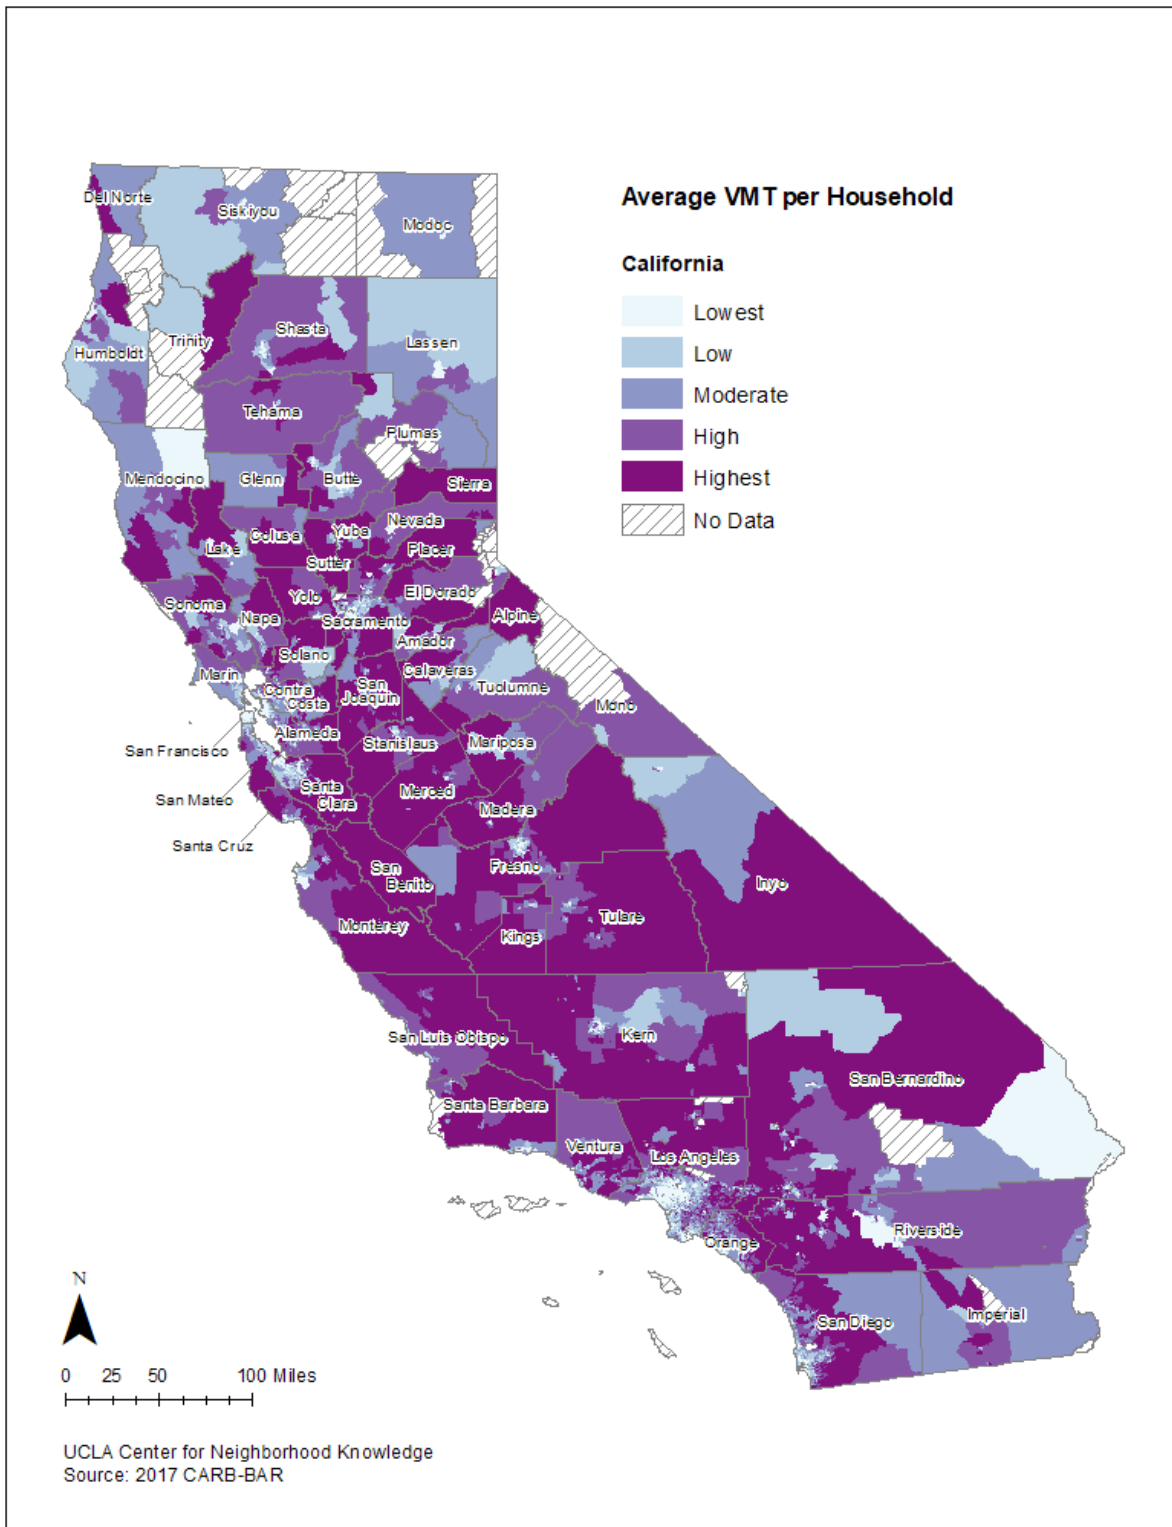 Average VMT per Household
California
Lowest
Low
Moderate
High
Highest
No Data
Del Norte
Siskiyou
Modoc
Humboldt
Trinity
Shasta
Lassen
Tehama
Plumas
Mendocino
Glenn
Butte
Sierra
Lake
Colusa
Yuba
Nevada
Placer
Sutter
Sonoma
Napa
Yolo
Sacramento
El Dorado
Alpine
Amador
Solano
Marin
Contra
Costa
San
Joaquin
Calaveras
Tuolumne
Mono
San Francisco
Alameda
Stanislaus
Mariposa
San Mateo
Santa
Clara
Merced
Madera
Santa Cruz
San
Benito
Fresno
Inyo
Monterey
Kings
Tulare
San Luis Obispo
Kern
San Bernardino
Santa Barbara
Ventura
Los Angeles
Orange
Riverside
San Diego
Imperial
N
0 25 50 100 Miles
UCLA Center for Neighborhood Knowledge
Source: 2017 CARB-BAR